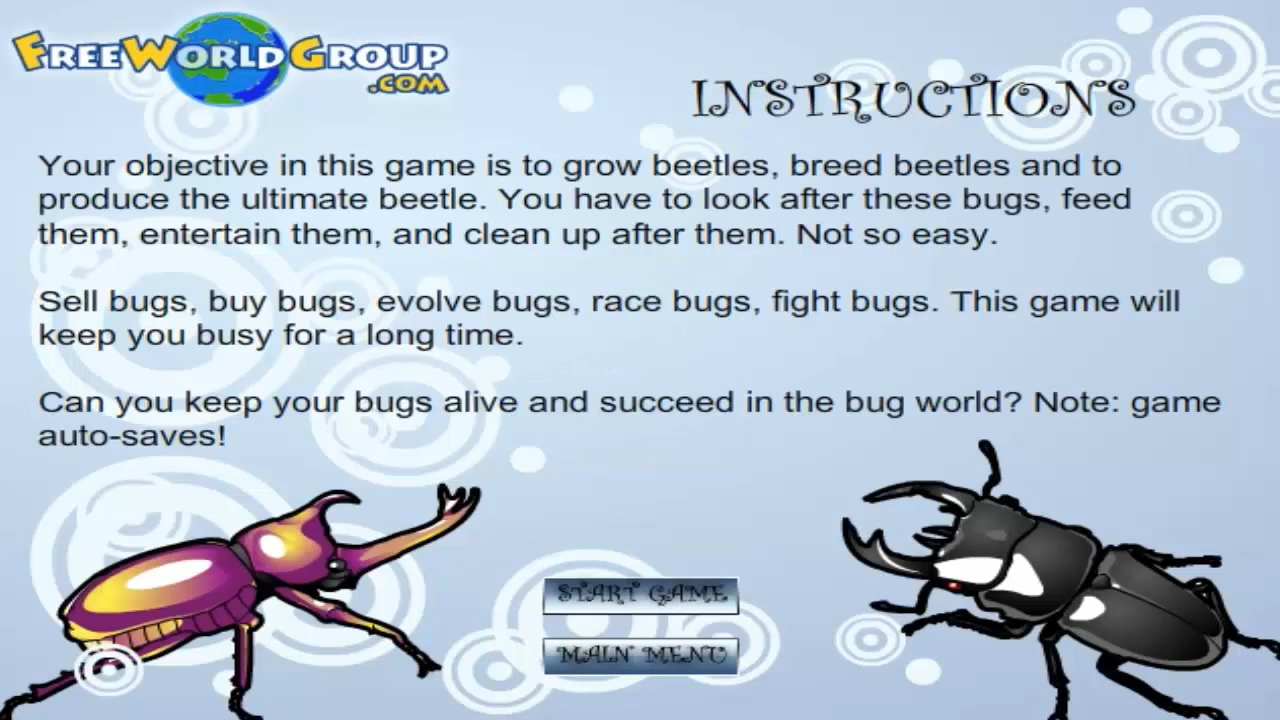 FREEWORLDGROUP
.COM
INSTRUCTIONS
Your objective in this game is to grow beetles, breed beetles and to
produce the ultimate beetle. You have to look after these bugs, feed
them, entertain them, and clean up after them. Not so easy.
Sell bugs, buy bugs, evolve bugs, race bugs, fight bugs. This game will
keep you busy for a long time.
Can you keep your bugs alive and succeed in the bug world? Note: game
auto-saves!
START GAME
MAIN MENU